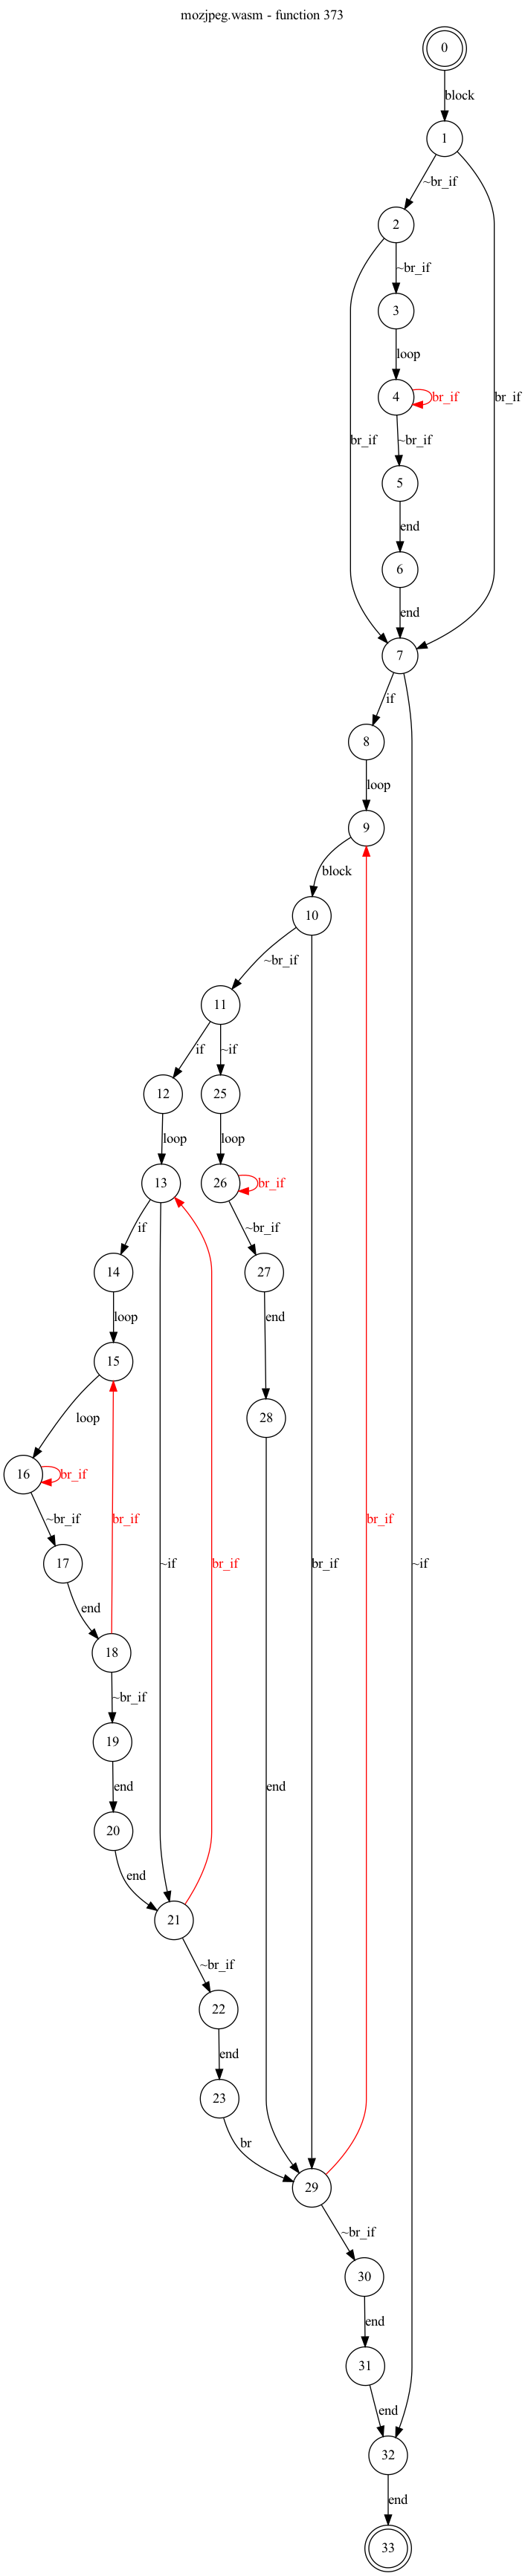 mozjpeg.wasm - function 373
0
block
1
~br_if
2
~br_if
3
loop
4
br_if
br_if
br_if
~br_if
5
end
6
end
7
if
8
loop
9
block
10
~br_if
11
if
~if
12
25
loop
loop
13
26
br_if
if
~br_if
14
27
loop
end
15
loop
28
16
br_if
~br_if
br_if
17
~if
br_if
br_if
br_if
~if
end
18
~br_if
19
end
end
20
end
21
~br_if
22
end
23
br
29
~br_if
30
end
31
end
32
end
33